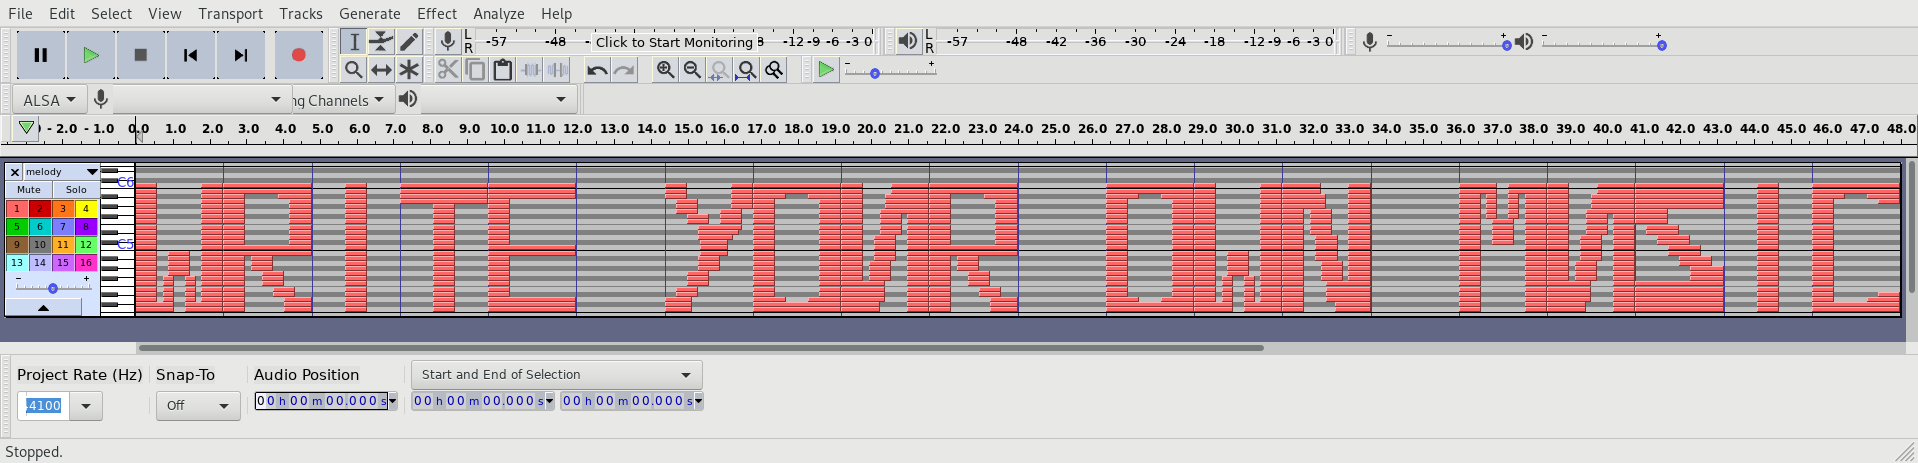 File Edit Select View Transport Tracks Generate Effect Analyze Help
L R -57 -48 Click to Start Monitoring 8 -12 -9 -6 -3 0 L R -57 -48 -42 -36 -30 -24 -18 -12 -9 -6 -3 0
ALSA ng Channels
- 2.0 - 1.0 0.0 1.0 2.0 3.0 4.0 5.0 6.0 7.0 8.0 9.0 10.0 11.0 12.0 13.0 14.0 15.0 16.0 17.0 18.0 19.0 20.0 21.0 22.0 23.0 24.0 25.0 26.0 27.0 28.0 29.0 30.0 31.0 32.0 33.0 34.0 35.0 36.0 37.0 38.0 39.0 40.0 41.0 42.0 43.0 44.0 45.0 46.0 47.0 48.0
melody C6
Mute Solo
1 2 3 4
5 6 7 8
9 10 11 12 C5
13 14 15 16
WRITE YOUR OWN MUSIC
Project Rate (Hz) Snap-To Audio Position Start and End of Selection
44100 Off 00 h 00 m 00.000 s 00 h 00 m 00.000 s 00 h 00 m 00.000 s
Stopped.